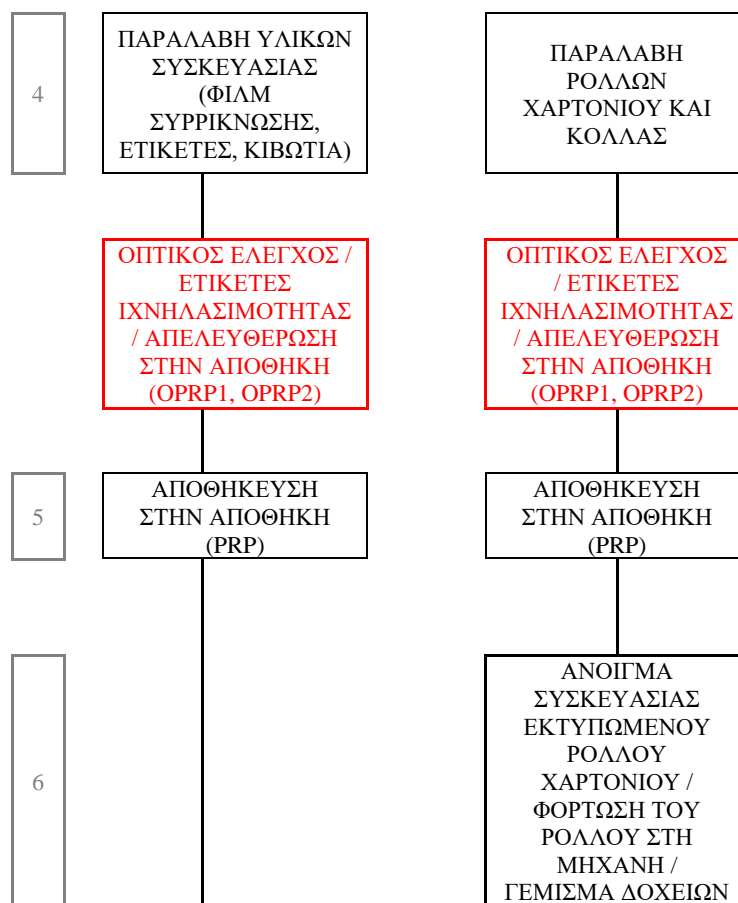 4
ΠΑΡΑΛΑΒΗ ΥΛΙΚΩΝ
ΣΥΣΚΕΥΑΣΙΑΣ
(ΦΙΛΜ
ΣΥΡΡΙΚΝΩΣΗΣ,
ΕΤΙΚΕΤΕΣ, ΚΙΒΩΤΙΑ)
ΠΑΡΑΛΑΒΗ
ΡΟΛΛΩΝ
ΧΑΡΤΟΝΙΟΥ ΚΑΙ
ΚΟΛΛΑΣ
ΟΠΤΙΚΟΣ ΕΛΕΓΧΟΣ /
ΕΤΙΚΕΤΕΣ
ΙΧΝΗΛΑΣΙΜΟΤΗΤΑΣ
/ ΑΠΕΛΕΥΘΕΡΩΣΗ
ΣΤΗΝ ΑΠΟΘΗΚΗ
(OPRP1, OPRP2)
ΟΠΤΙΚΟΣ ΕΛΕΓΧΟΣ
/ ΕΤΙΚΕΤΕΣ
ΙΧΝΗΛΑΣΙΜΟΤΗΤΑΣ
/ ΑΠΕΛΕΥΘΕΡΩΣΗ
ΣΤΗΝ ΑΠΟΘΗΚΗ
(OPRP1, OPRP2)
5
ΑΠΟΘΗΚΕΥΣΗ
ΣΤΗΝ ΑΠΟΘΗΚΗ
(PRP)
ΑΠΟΘΗΚΕΥΣΗ
ΣΤΗΝ ΑΠΟΘΗΚΗ
(PRP)
6
ΑΝΟΙΓΜΑ
ΣΥΣΚΕΥΑΣΙΑΣ
ΕΚΤΥΠΩΜΕΝΟΥ
ΡΟΛΛΟΥ
ΧΑΡΤΟΝΙΟΥ /
ΦΟΡΤΩΣΗ ΤΟΥ
ΡΟΛΛΟΥ ΣΤΗ
ΜΗΧΑΝΗ /
ΓΕΜΙΣΜΑ ΔΟΧΕΙΩΝ